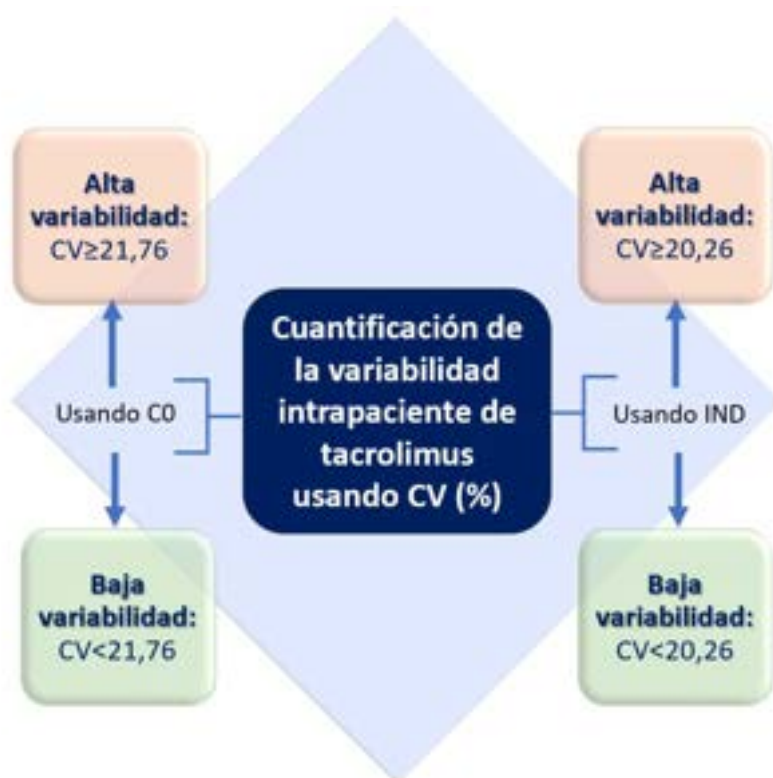 Alta
variabilidad:
CV≥21,76
Alta
variabilidad:
CV≥20,26
Cuantificación de
la variabilidad
intrapaciente de
tacrolimus
usando CV (%)
Usando C0
Usando IND
Baja
variabilidad:
CV<21,76
Baja
variabilidad:
CV<20,26